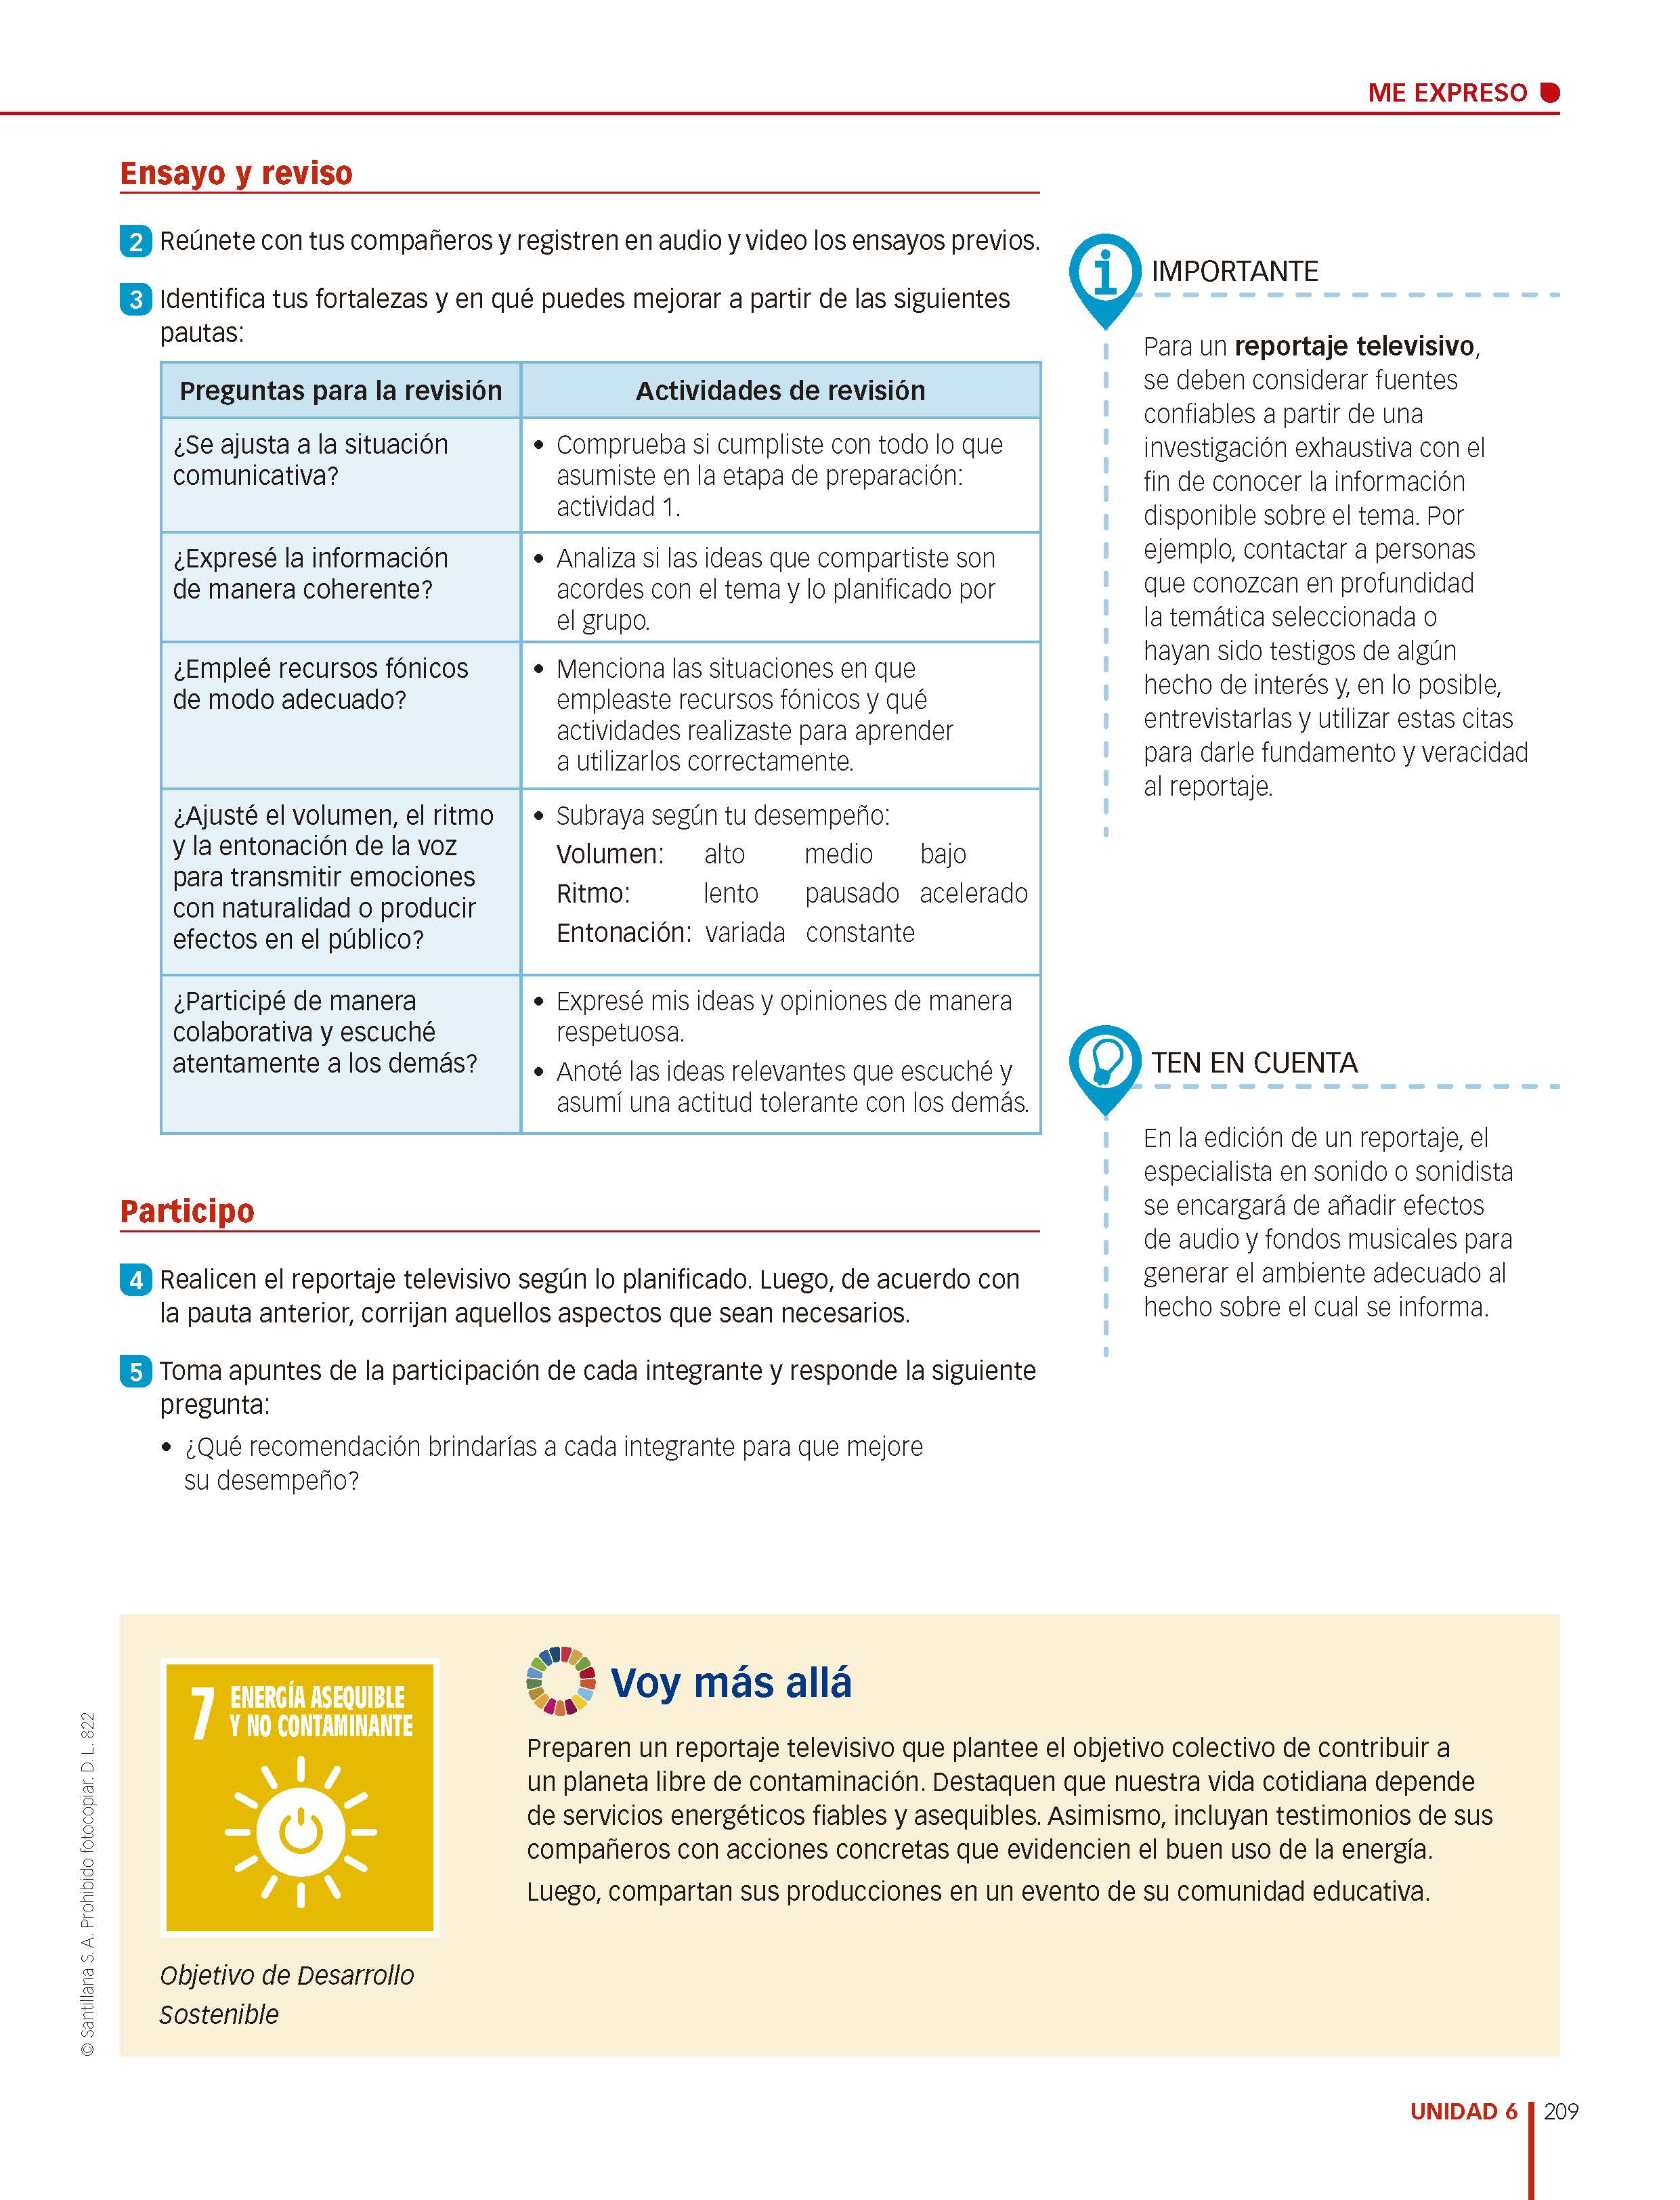 ME EXPRESO
Ensayo y reviso
2 Reúnete con tus compañeros y registren en audio y video los ensayos previos.
3 Identifica tus fortalezas y en qué puedes mejorar a partir de las siguientes
pautas:
Preguntas para la revisión
Actividades de revisión
¿Se ajusta a la situación
comunicativa?
• Comprueba si cumpliste con todo lo que
asumiste en la etapa de preparación:
actividad 1.
¿Expresé la información
de manera coherente?
• Analiza si las ideas que compartiste son
acordes con el tema y lo planificado por
el grupo.
¿Empleé recursos fónicos
de modo adecuado?
• Menciona las situaciones en que
empleaste recursos fónicos y qué
actividades realizaste para aprender
a utilizarlos correctamente.
¿Ajusté el volumen, el ritmo
y la entonación de la voz
para transmitir emociones
con naturalidad o producir
efectos en el público?
• Subraya según tu desempeño:
Volumen: alto medio bajo
Ritmo: lento pausado acelerado
Entonación: variada constante
¿Participé de manera
colaborativa y escuché
atentamente a los demás?
• Expresé mis ideas y opiniones de manera
respetuosa.
• Anoté las ideas relevantes que escuché y
asumí una actitud tolerante con los demás.
Participo
4 Realicen el reportaje televisivo según lo planificado. Luego, de acuerdo con
la pauta anterior, corrijan aquellos aspectos que sean necesarios.
5 Toma apuntes de la participación de cada integrante y responde la siguiente
pregunta:
• ¿Qué recomendación brindarías a cada integrante para que mejore
su desempeño?
i IMPORTANTE
Para un reportaje televisivo,
se deben considerar fuentes
confiables a partir de una
investigación exhaustiva con el
fin de conocer la información
disponible sobre el tema. Por
ejemplo, contactar a personas
que conozcan en profundidad
la temática seleccionada o
hayan sido testigos de algún
hecho de interés y, en lo posible,
entrevistarlas y utilizar estas citas
para darle fundamento y veracidad
al reportaje.
TEN EN CUENTA
En la edición de un reportaje, el
especialista en sonido o sonidista
se encargará de añadir efectos
de audio y fondos musicales para
generar el ambiente adecuado al
hecho sobre el cual se informa.
7 ENERGÍA ASEQUIBLE
Y NO CONTAMINANTE
Objetivo de Desarrollo
Sostenible
Voy más allá
Preparen un reportaje televisivo que plantee el objetivo colectivo de contribuir a
un planeta libre de contaminación. Destaquen que nuestra vida cotidiana depende
de servicios energéticos fiables y asequibles. Asimismo, incluyan testimonios de sus
compañeros con acciones concretas que evidencien el buen uso de la energía.
Luego, compartan sus producciones en un evento de su comunidad educativa.
© Santillana S. A. Prohibido fotocopiar. D. L. 822
UNIDAD 6 209